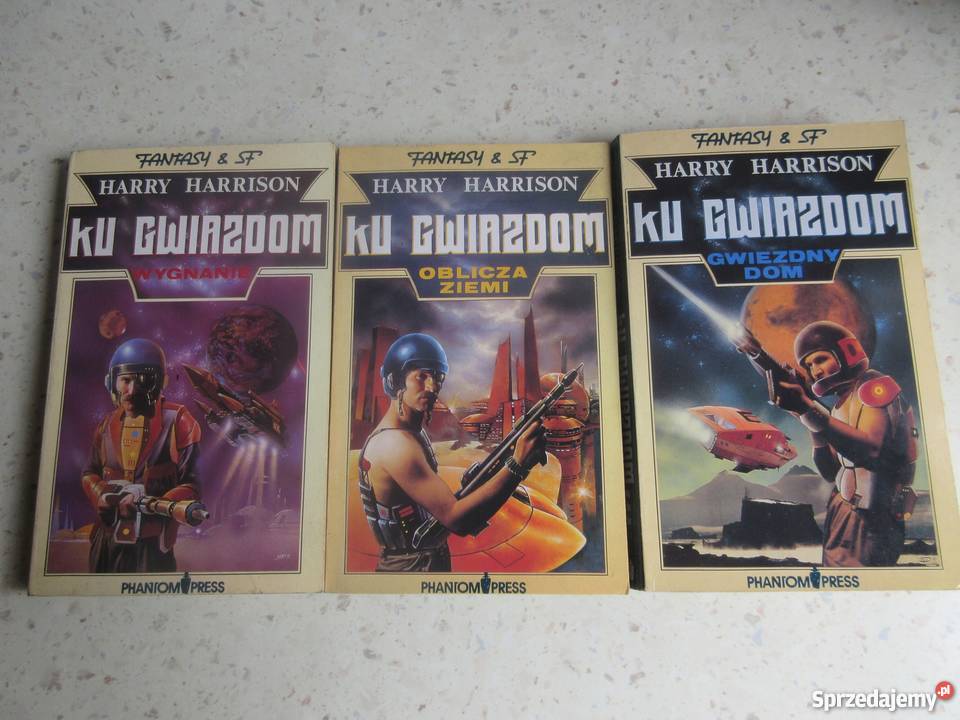 FANTASY & SF
HARRY HARRISON
KU GWIAZDOM
WYGNANIE
PHANTOM PRESS
FANTASY & SF
HARRY HARRISON
KU GWIAZDOM
OBLICZA
ZIEMI
PHANTOM PRESS
FANTASY & SF
HARRY HARRISON
KU GWIAZDOM
GWIEZDNY
DOM
PHANTOM PRESS
Sprzedajemy.pl